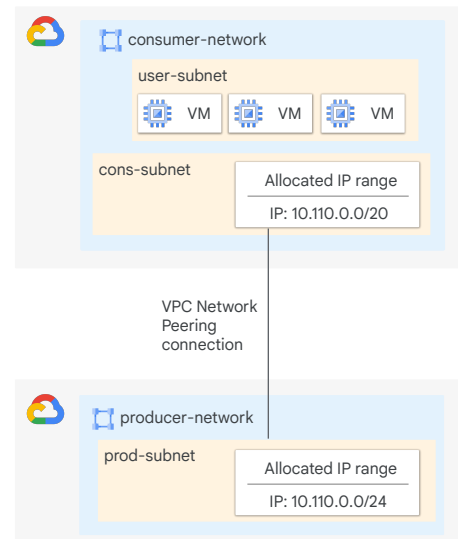 consumer-network
user-subnet
VM VM VM
cons-subnet
Allocated IP range
IP: 10.110.0.0/20
VPC Network
Peering
connection
producer-network
prod-subnet
Allocated IP range
IP: 10.110.0.0/24